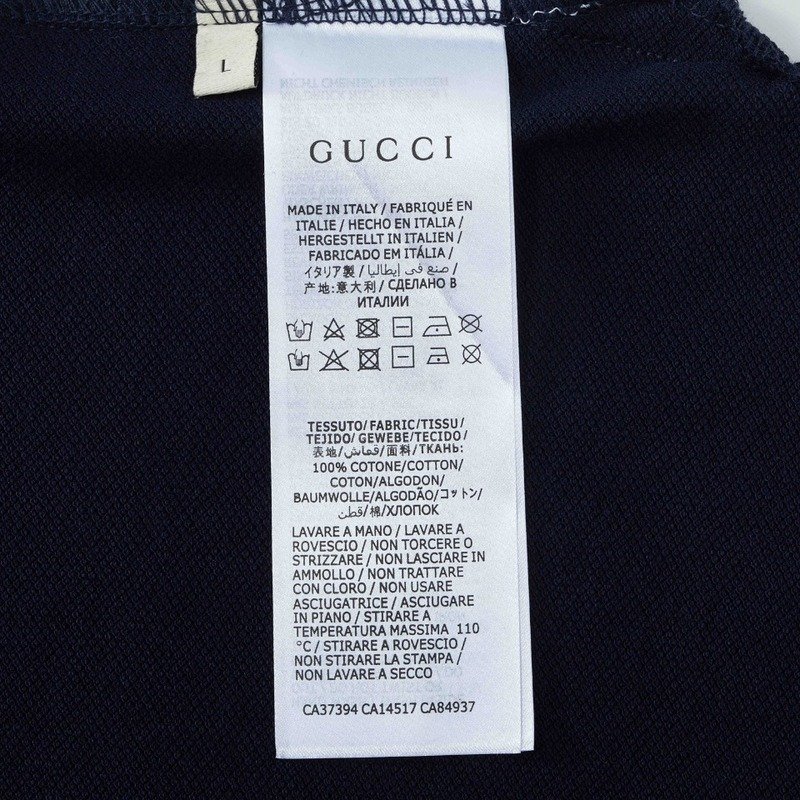 L
GUCCI
MADE IN ITALY / FABRIQUÉ EN
ITALIE / HECHO EN ITALIA /
HERGESTELLT IN ITALIEN /
FABRICADO EM ITÁLIA /
イタリア製 / صنع في إيطاليا /
产地:意大利 / СДЕЛАНО В
ИТАЛИИ
TESSUTO/FABRIC/TISSU/
TEJIDO/GEWEBE/TECIDO/
表地/قماش/面料/ТКАНЬ:
100% COTONE/COTTON/
COTON/ALGODON/
BAUMWOLLE/ALGODÃO/コットン/
قطن/棉/ХЛОПОК
LAVARE A MANO / LAVARE A
ROVESCIO / NON TORCERE O
STRIZZARE / NON LASCIARE IN
AMMOLLO / NON TRATTARE
CON CLORO / NON USARE
ASCIUGATRICE / ASCIUGARE
IN PIANO / STIRARE A
TEMPERATURA MASSIMA 110
°C / STIRARE A ROVESCIO /
NON STIRARE LA STAMPA /
NON LAVARE A SECCO
CA37394 CA14517 CA84937